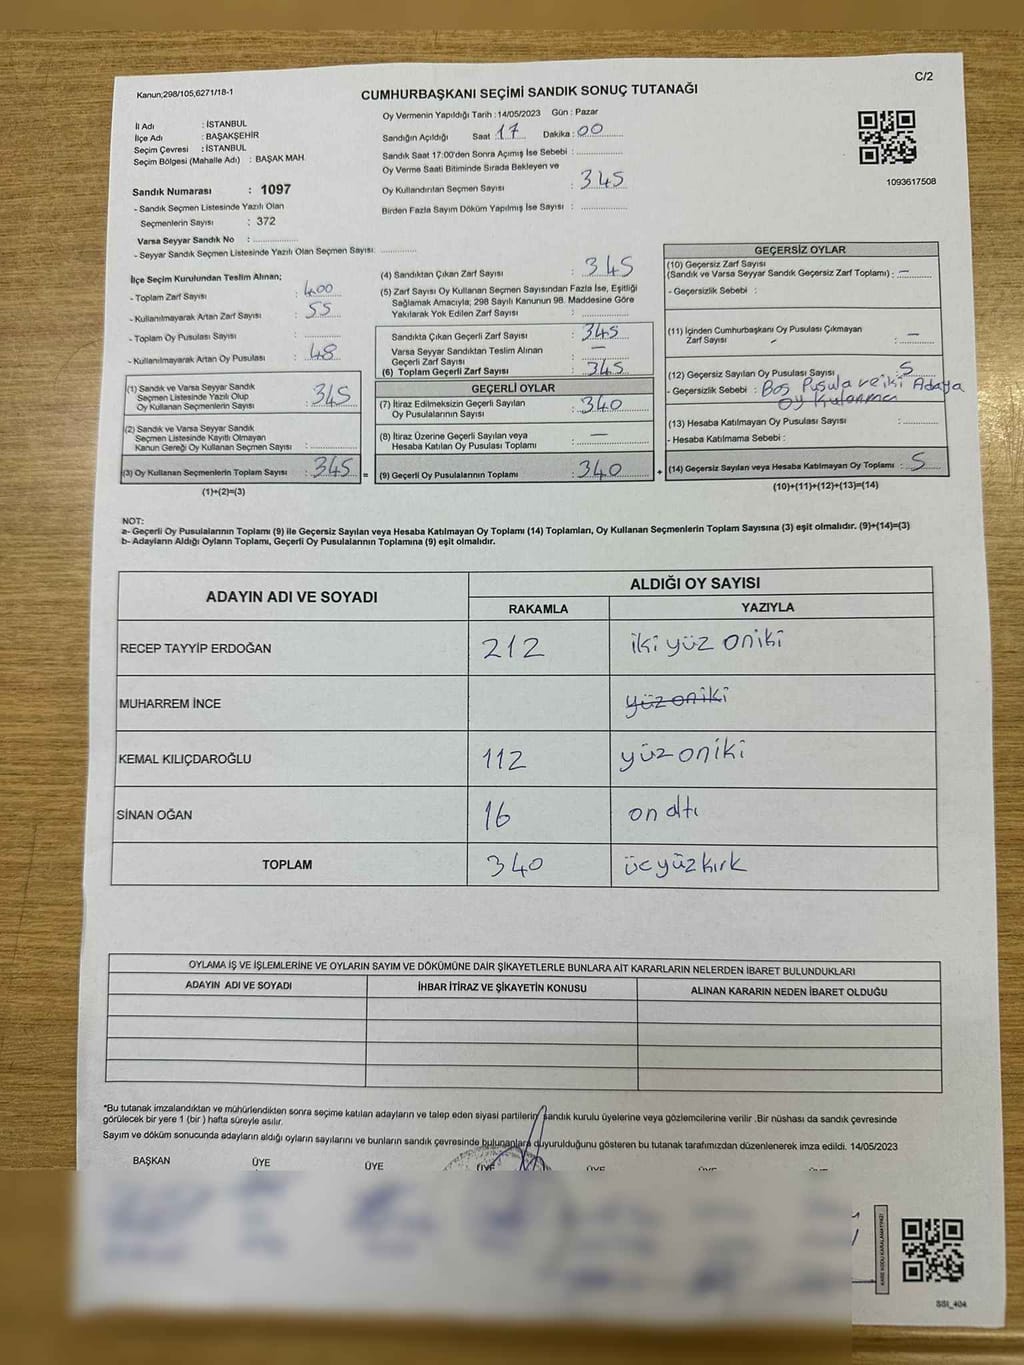 C/2
Kanun;298/105,6271/18-1
CUMHURBAŞKANI SEÇİMİ SANDIK SONUÇ TUTANAĞI
İl Adı : İSTANBUL
İlçe Adı : BAŞAKŞEHİR
Seçim Çevresi : İSTANBUL
Seçim Bölgesi (Mahalle Adı) : BAŞAK MAH.
Sandık Numarası : 1097
- Sandık Seçmen Listesinde Yazılı Olan
Seçmenlerin Sayısı : 372
Varsa Seyyar Sandık No :
- Seyyar Sandık Seçmen Listesinde Yazılı Olan Seçmen Sayısı:
Oy Vermenin Yapıldığı Tarih : 14/05/2023 Gün : Pazar
Sandığın Açıldığı Saat 17 Dakika : 00
Sandık Saat 17:00'den Sonra Açımış İse Sebebi :
Oy Verme Saati Bitiminde Sırada Bekleyen ve
Oy Kullandırılan Seçmen Sayısı : 345
Birden Fazla Sayım Döküm Yapılmış İse Sayısı :
1093617508
İlçe Seçim Kurulundan Teslim Alınan;
- Toplam Zarf Sayısı : 400
- Kullanılmayarak Artan Zarf Sayısı : 55
- Toplam Oy Pusulası Sayısı :
- Kullanılmayarak Artan Oy Pusulası : 48
(1) Sandık ve Varsa Seyyar Sandık
Seçmen Listesinde Yazılı Olup
Oy Kullanan Seçmenlerin Sayısı : 345
(2) Sandık ve Varsa Seyyar Sandık
Seçmen Listesinde Kayıtlı Olmayan
Kanun Gereği Oy Kullanan Seçmen Sayısı :
(3) Oy Kullanan Seçmenlerin Toplam Sayısı : 345 =
(1)+(2)=(3)
(4) Sandıktan Çıkan Zarf Sayısı : 345
(5) Zarf Sayısı Oy Kullanan Seçmen Sayısından Fazla İse, Eşitliği
Sağlamak Amacıyla; 298 Sayılı Kanunun 98. Maddesine Göre
Yakılarak Yok Edilen Zarf Sayısı :
Sandıkta Çıkan Geçerli Zarf Sayısı : 345
Varsa Seyyar Sandıktan Teslim Alınan
Geçerli Zarf Sayısı : —
(6) Toplam Geçerli Zarf Sayısı : 345
GEÇERLİ OYLAR
(7) İtiraz Edilmeksizin Geçerli Sayılan
Oy Pusulalarının Sayısı : 340
(8) İtiraz Üzerine Geçerli Sayılan veya
Hesaba Katılan Oy Pusulası Toplamı : —
(9) Geçerli Oy Pusulalarının Toplamı : 340 +
GEÇERSİZ OYLAR
(10) Geçersiz Zarf Sayısı
(Sandık ve Varsa Seyyar Sandık Geçersiz Zarf Toplamı) : —
- Geçersizlik Sebebi :
(11) İçinden Cumhurbaşkanı Oy Pusulası Çıkmayan
Zarf Sayısı : —
(12) Geçersiz Sayılan Oy Pusulası Sayısı : 5
- Geçersizlik Sebebi : Boş Pusula ve iki Adaya
Oy Kulanma
(13) Hesaba Katılmayan Oy Pusulası Sayısı :
- Hesaba Katılmama Sebebi :
(14) Geçersiz Sayılan veya Hesaba Katılmayan Oy Toplamı : 5
(10)+(11)+(12)+(13)=(14)
NOT:
a- Geçerli Oy Pusulalarının Toplamı (9) ile Geçersiz Sayılan veya Hesaba Katılmayan Oy Toplamı (14) Toplamları, Oy Kullanan Seçmenlerin Toplam Sayısına (3) eşit olmalıdır. (9)+(14)=(3)
b- Adayların Aldığı Oyların Toplamı, Geçerli Oy Pusulalarının Toplamına (9) eşit olmalıdır.
ADAYIN ADI VE SOYADI ALDIĞI OY SAYISI
RAKAMLA YAZIYLA
RECEP TAYYİP ERDOĞAN 212 iki yüz oniki
MUHARREM İNCE yüz oniki
KEMAL KILIÇDAROĞLU 112 yüz oniki
SİNAN OĞAN 16 on altı
TOPLAM 340 üc yüz kırk
OYLAMA İŞ VE İŞLEMLERİNE VE OYLARIN SAYIM VE DÖKÜMÜNE DAİR ŞİKAYETLERLE BUNLARA AİT KARARLARIN NELERDEN İBARET BULUNDUKLARI
ADAYIN ADI VE SOYADI İHBAR İTİRAZ VE ŞİKAYETİN KONUSU ALINAN KARARIN NEDEN İBARET OLDUĞU
*Bu tutanak imzalandıktan ve mühürlendikten sonra seçime katılan adayların ve talep eden siyasi partilerin sandık kurulu üyelerine veya gözlemcilerine verilir .Bir nüshası da sandık çevresinde
görülecek bir yere 1 (bir ) hafta süreyle asılır.
Sayım ve döküm sonucunda adayların aldığı oyların sayılarını ve bunların sandık çevresinde bulunanlara duyurulduğunu gösteren bu tutanak tarafımızdan düzenlenerek imza edildi. 14/05/2023
BAŞKAN ÜYE ÜYE ÜYE ÜYE
KARE KODU KARALAMAYINIZ!
SSI_404